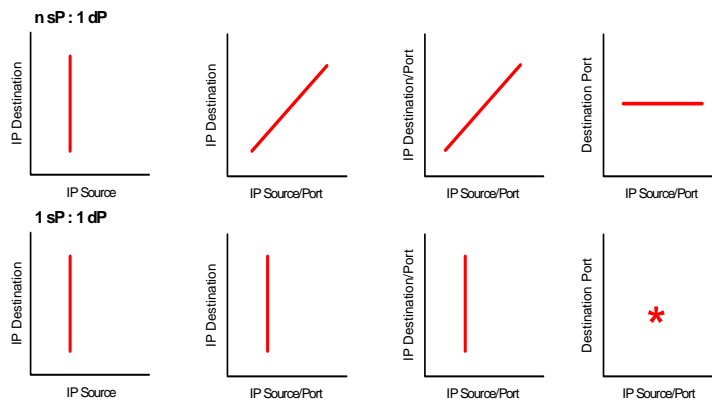 n sP : 1 dP
IP Destination
IP Source
IP Destination
IP Source/Port
IP Destination/Port
IP Source/Port
Destination Port
IP Source/Port
1 sP : 1 dP
IP Destination
IP Source
IP Destination
IP Source/Port
IP Destination/Port
IP Source/Port
Destination Port
*
IP Source/Port